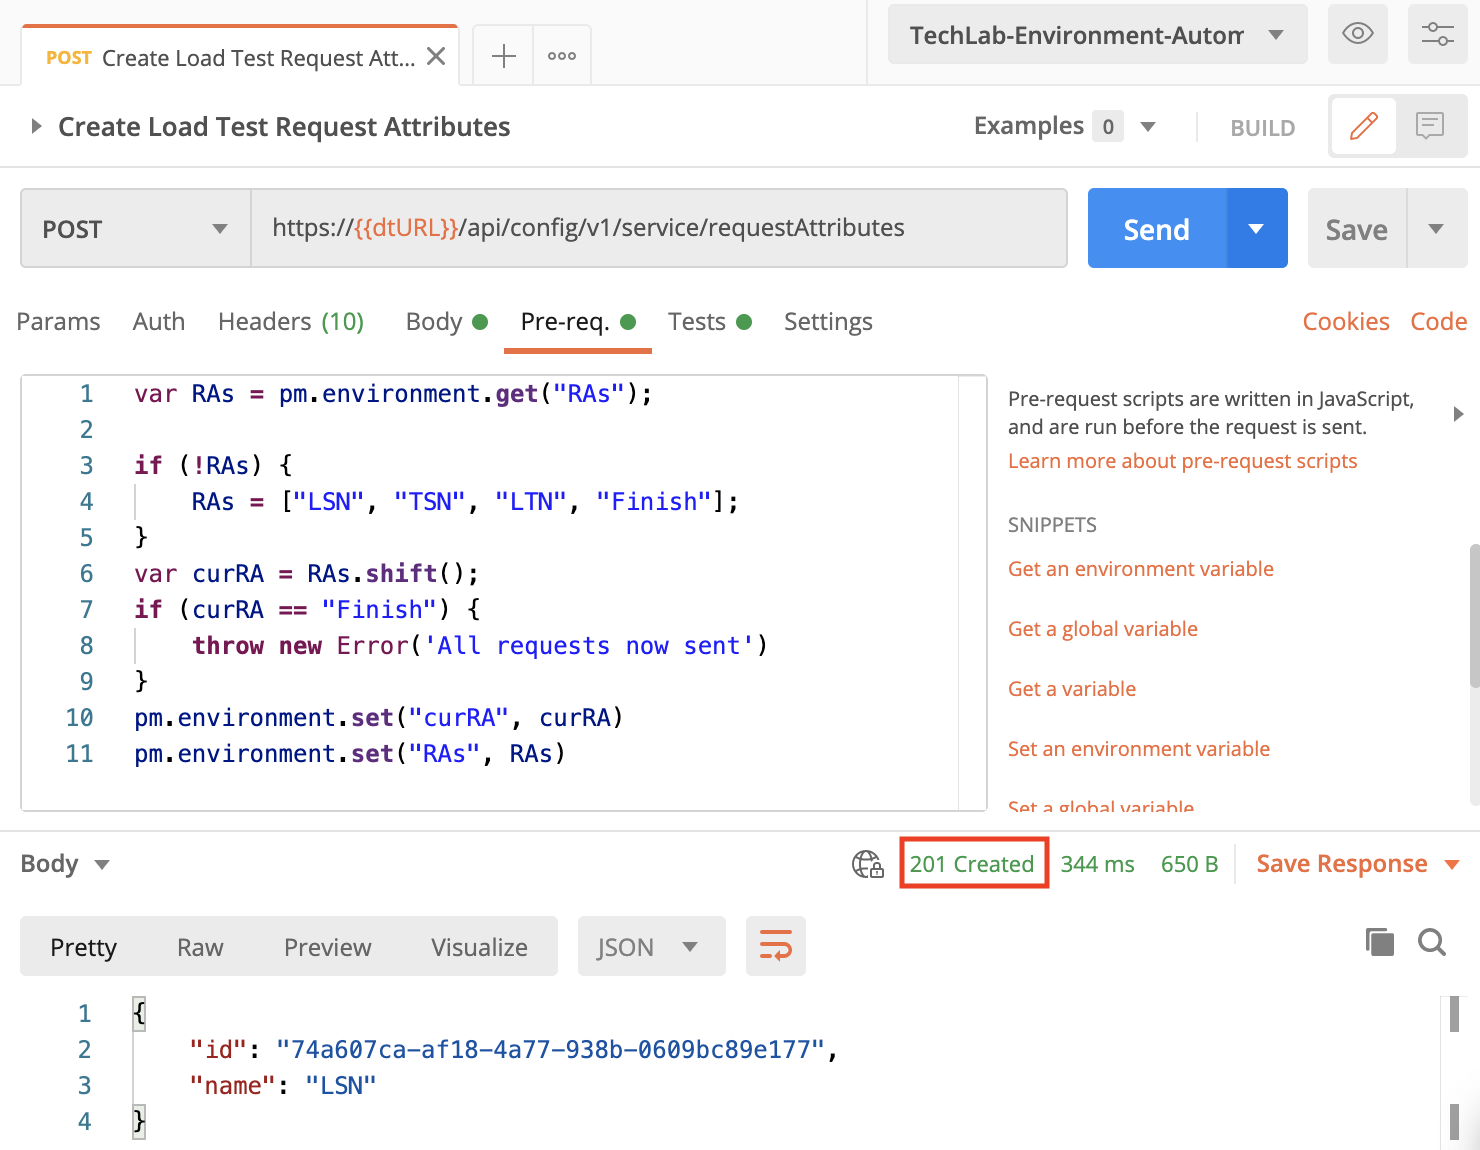 POST Create Load Test Request Att...
TechLab-Environment-Autom
Create Load Test Request Attributes
Examples 0
BUILD
POST
https://{{dtURL}}/api/config/v1/service/requestAttributes
Send
Save
Params Auth Headers (10) Body Pre-req. Tests Settings
Cookies Code
1 var RAs = pm.environment.get("RAs");
2
3 if (!RAs) {
4 RAs = ["LSN", "TSN", "LTN", "Finish"];
5 }
6 var curRA = RAs.shift();
7 if (curRA == "Finish") {
8 throw new Error('All requests now sent')
9 }
10 pm.environment.set("curRA", curRA)
11 pm.environment.set("RAs", RAs)
Pre-request scripts are written in JavaScript,
and are run before the request is sent.
Learn more about pre-request scripts
SNIPPETS
Get an environment variable
Get a global variable
Get a variable
Set an environment variable
Set a global variable
Body
201 Created 344 ms 650 B Save Response
Pretty Raw Preview Visualize JSON
1 {
2 "id": "74a607ca-af18-4a77-938b-0609bc89e177",
3 "name": "LSN"
4 }